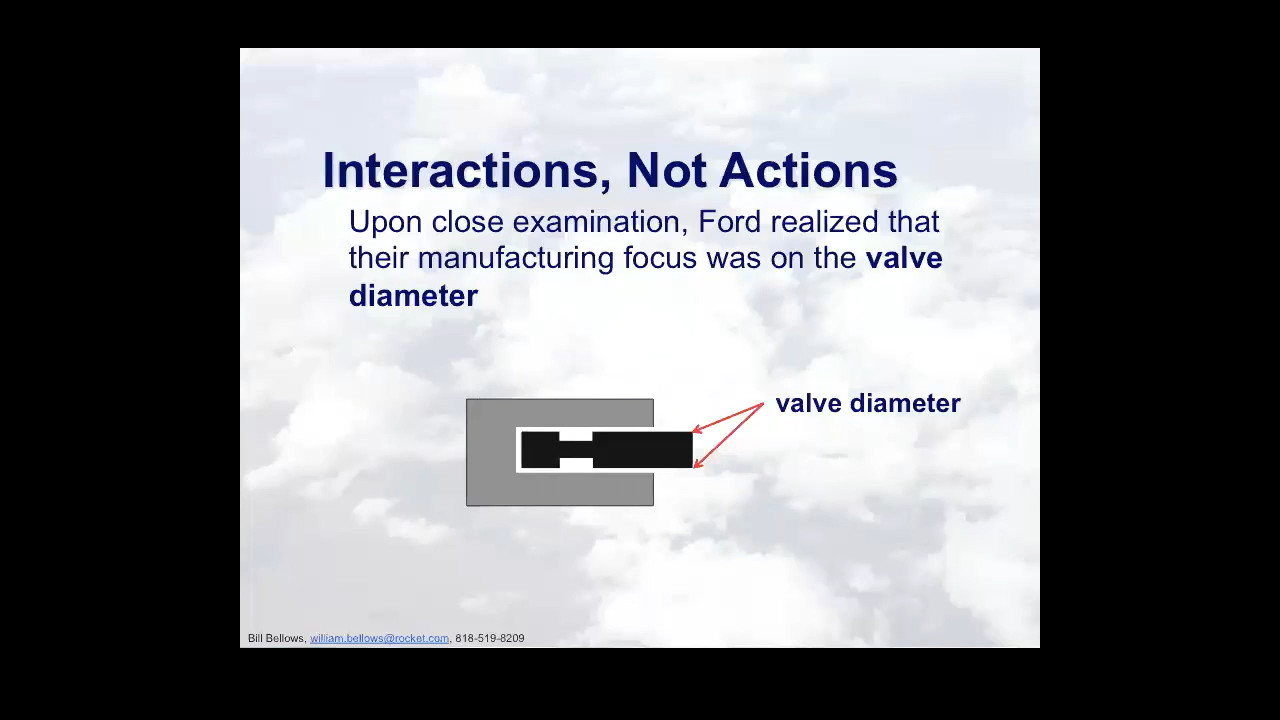 Interactions, Not Actions
Upon close examination, Ford realized that
their manufacturing focus was on the valve
diameter
valve diameter
Bill Bellows, william.bellows@rocket.com, 818-519-8209